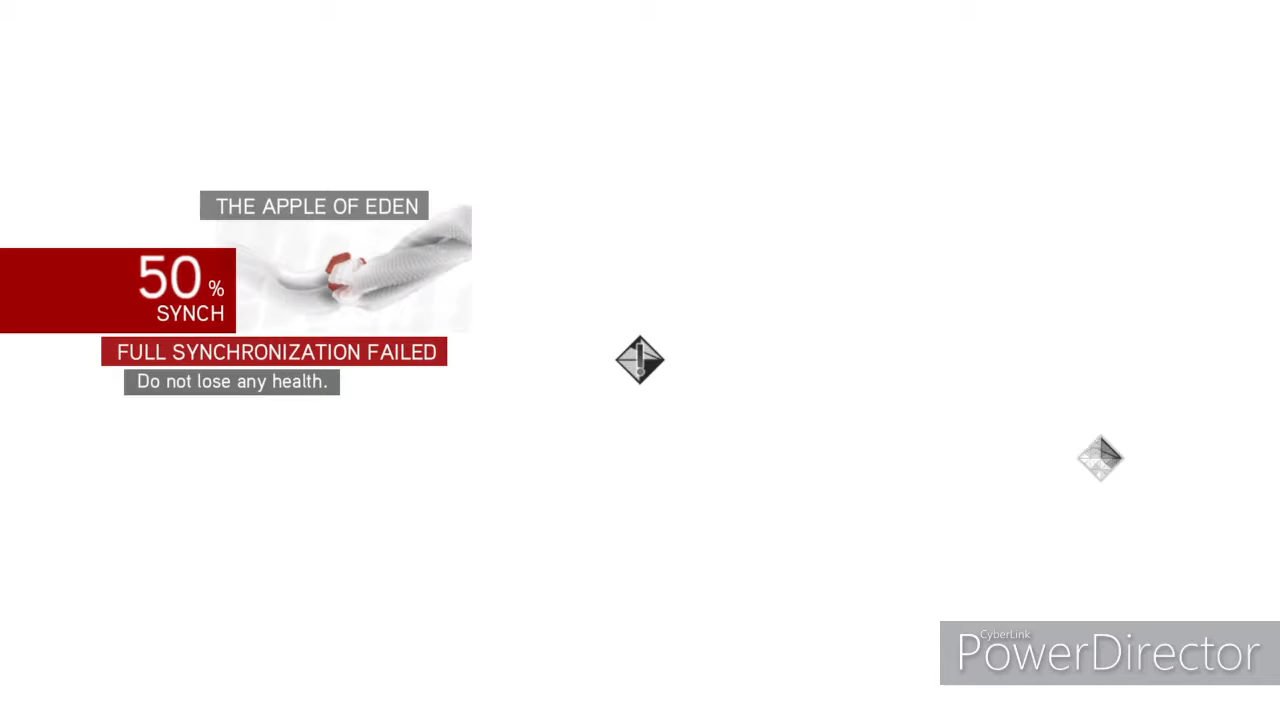 THE APPLE OF EDEN
50 %
SYNCH
FULL SYNCHRONIZATION FAILED
Do not lose any health.
CyberLink
PowerDirector